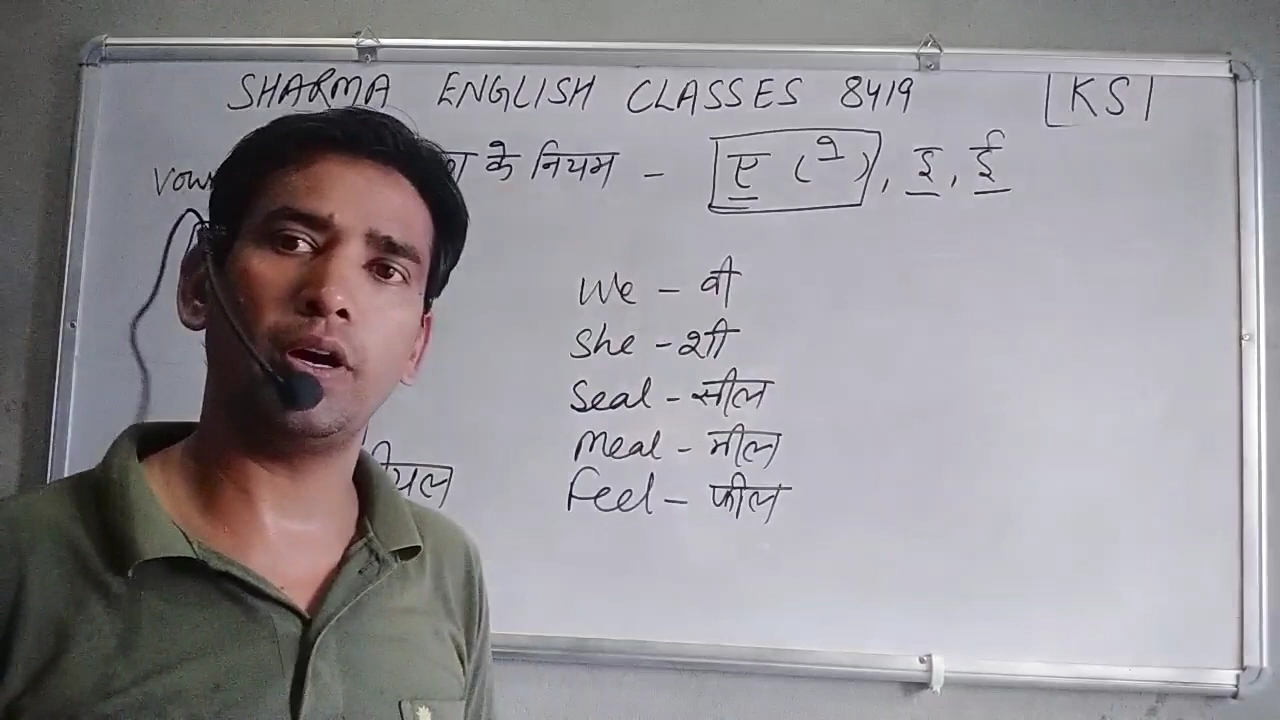 SHARMA ENGLISH CLASSES 8419 [KS]
के नियम - ए ( े ), इ, ई
We - वी
She - शी
Seal - सील
Meal - मील
Feel - फील